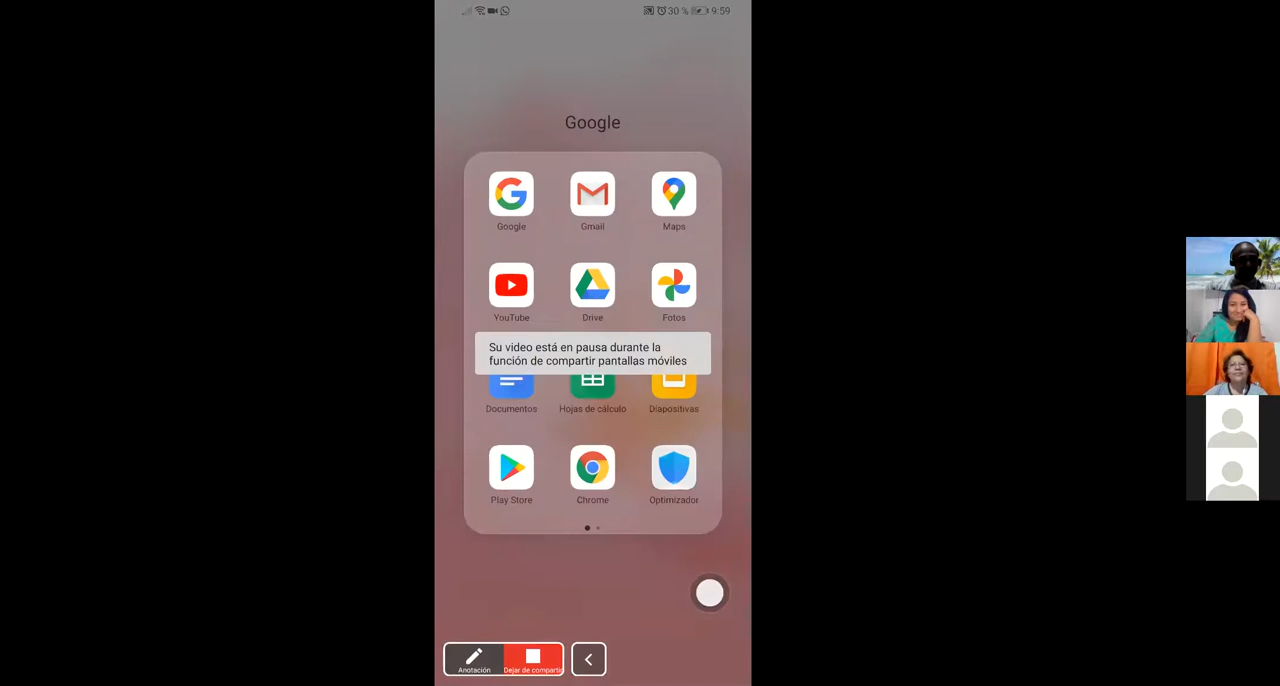 30 % 9:59
Google
Google Gmail Maps
YouTube Drive Fotos
Su video está en pausa durante la
función de compartir pantallas móviles
Documentos Hojas de cálculo Diapositivas
Play Store Chrome Optimizador
Anotación Dejar de compartir